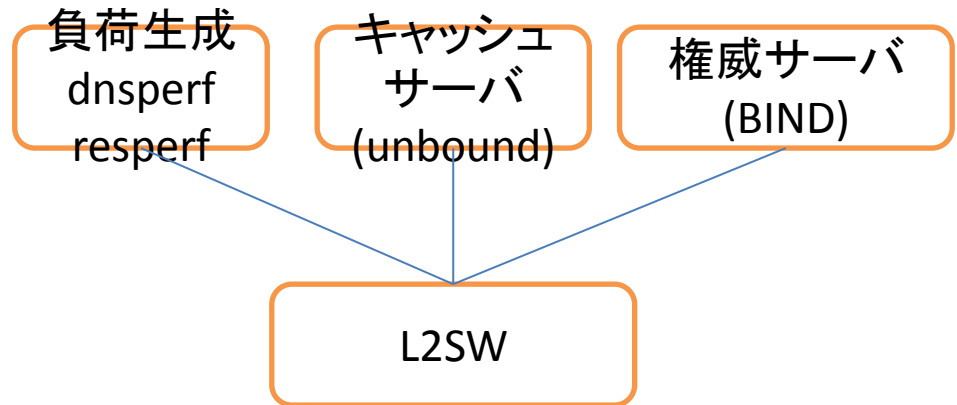 負荷生成
dnsperf
resperf
キャッシュ
サーバ
(unbound)
権威サーバ
(BIND)
L2SW